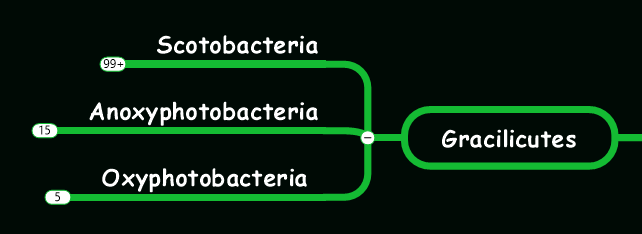 Scotobacteria
99+
Anoxyphotobacteria
15
Gracilicutes
Oxyphotobacteria
5